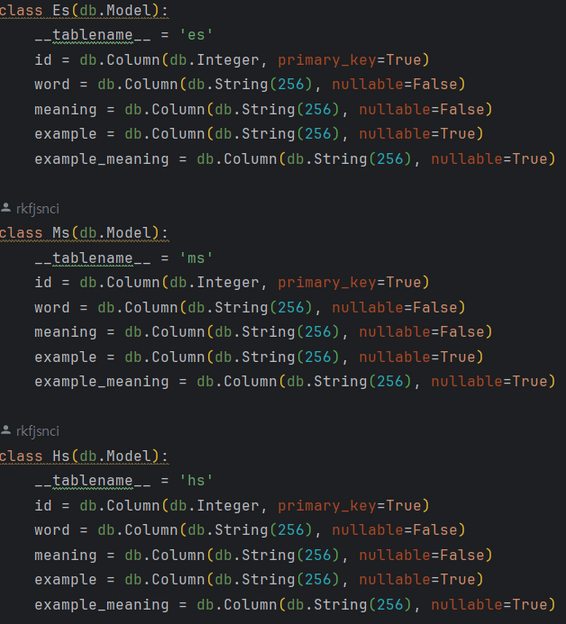 class Es(db.Model):
    __tablename__ = 'es'
    id = db.Column(db.Integer, primary_key=True)
    word = db.Column(db.String(256), nullable=False)
    meaning = db.Column(db.String(256), nullable=False)
    example = db.Column(db.String(256), nullable=True)
    example_meaning = db.Column(db.String(256), nullable=True)
rkfjsnci
class Ms(db.Model):
    __tablename__ = 'ms'
    id = db.Column(db.Integer, primary_key=True)
    word = db.Column(db.String(256), nullable=False)
    meaning = db.Column(db.String(256), nullable=False)
    example = db.Column(db.String(256), nullable=True)
    example_meaning = db.Column(db.String(256), nullable=True)
rkfjsnci
class Hs(db.Model):
    __tablename__ = 'hs'
    id = db.Column(db.Integer, primary_key=True)
    word = db.Column(db.String(256), nullable=False)
    meaning = db.Column(db.String(256), nullable=False)
    example = db.Column(db.String(256), nullable=True)
    example_meaning = db.Column(db.String(256), nullable=True)